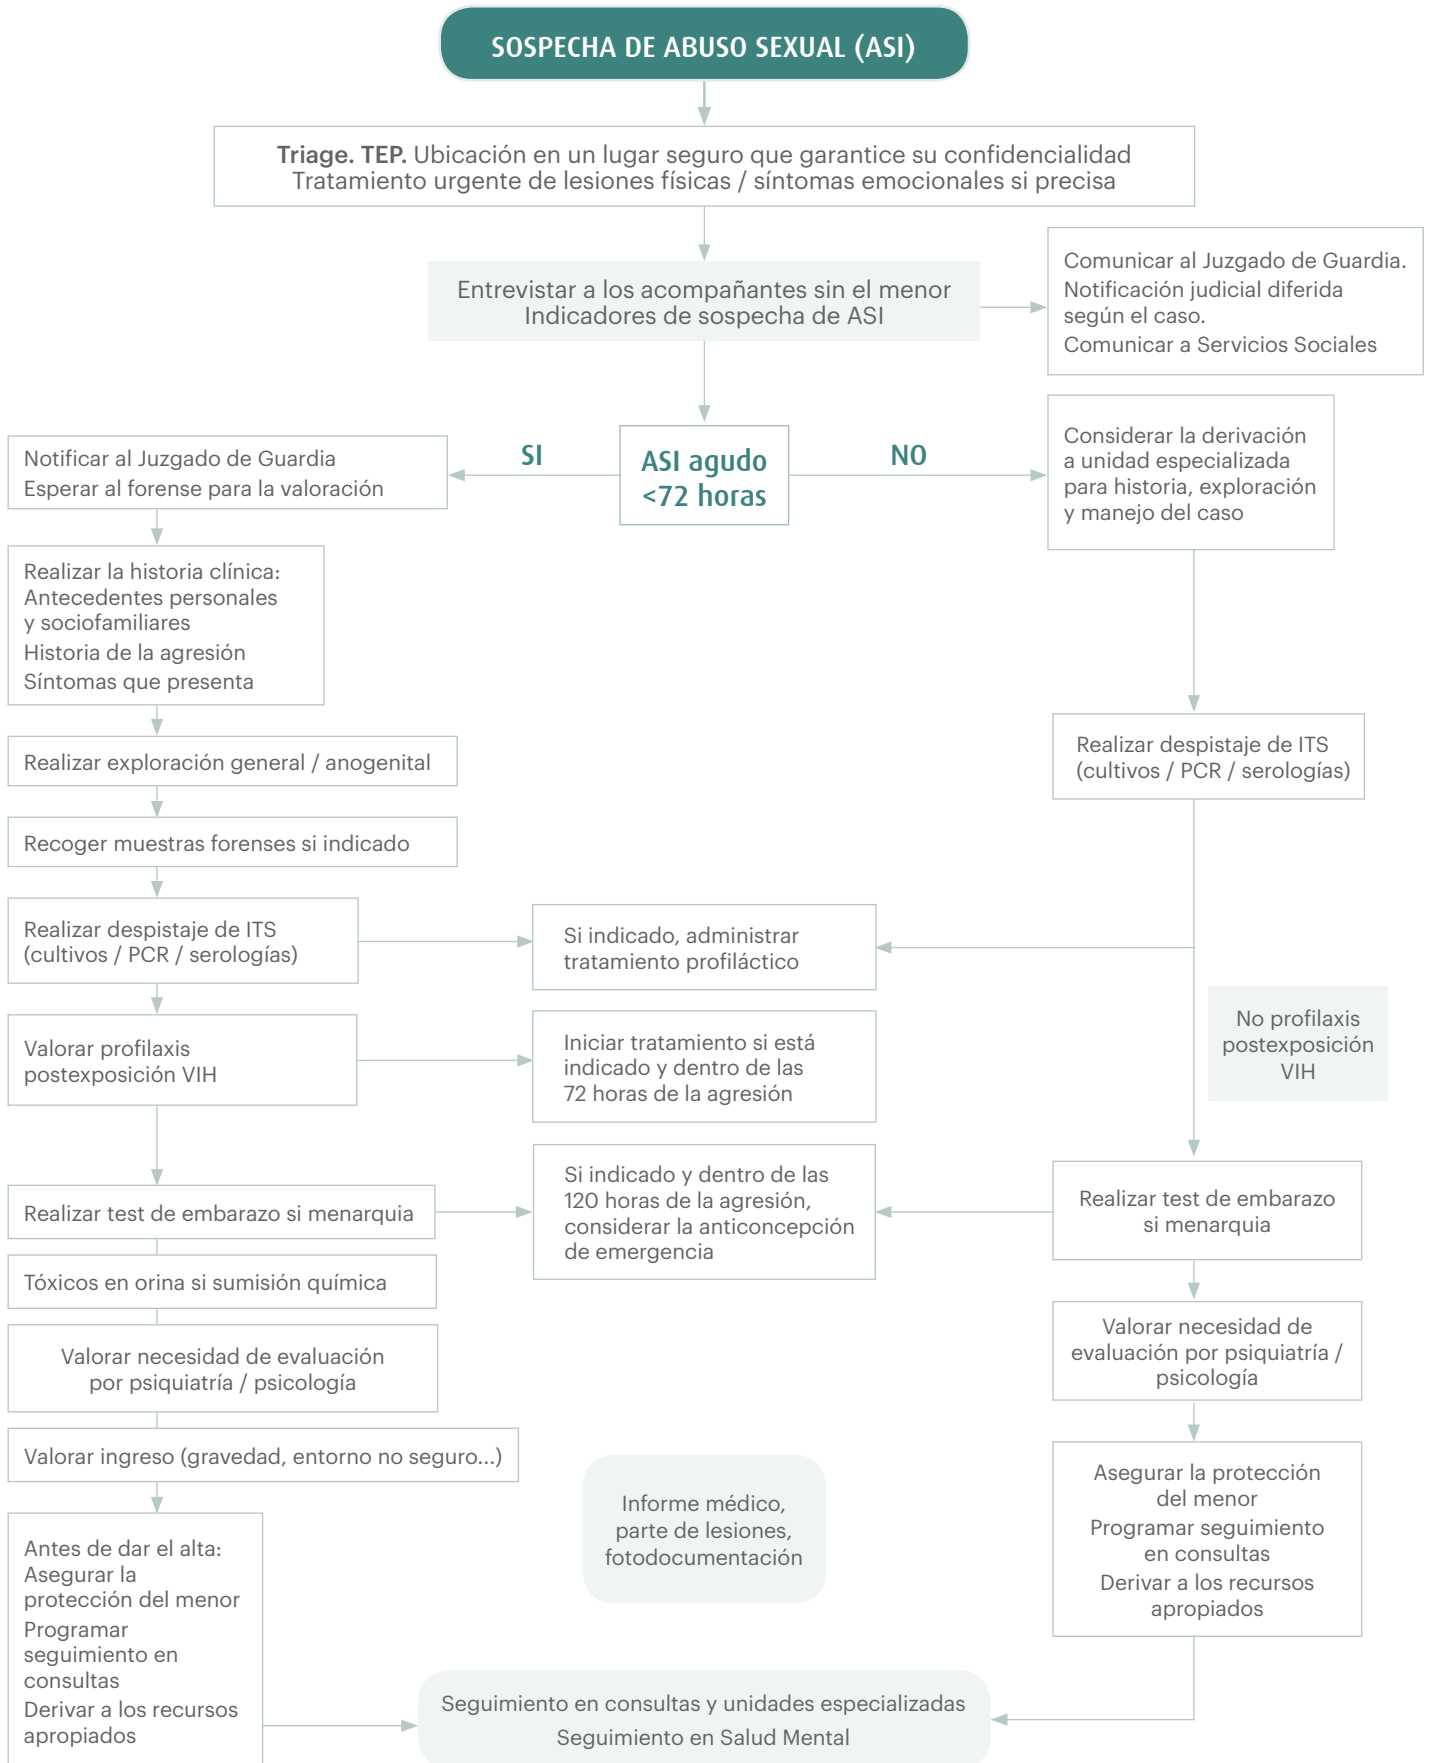 SOSPECHA DE ABUSO SEXUAL (ASI)
Triage. TEP. Ubicación en un lugar seguro que garantice su confidencialidad
Tratamiento urgente de lesiones físicas / síntomas emocionales si precisa
Entrevistar a los acompañantes sin el menor
Indicadores de sospecha de ASI
Comunicar al Juzgado de Guardia.
Notificación judicial diferida
según el caso.
Comunicar a Servicios Sociales
ASI agudo
<72 horas
SI
NO
Notificar al Juzgado de Guardia
Esperar al forense para la valoración
Considerar la derivación
a unidad especializada
para historia, exploración
y manejo del caso
Realizar la historia clínica:
Antecedentes personales
y sociofamiliares
Historia de la agresión
Síntomas que presenta
Realizar exploración general / anogenital
Recoger muestras forenses si indicado
Realizar despistaje de ITS
(cultivos / PCR / serologías)
Realizar despistaje de ITS
(cultivos / PCR / serologías)
Si indicado, administrar
tratamiento profiláctico
Valorar profilaxis
postexposición VIH
Iniciar tratamiento si está
indicado y dentro de las
72 horas de la agresión
No profilaxis
postexposición
VIH
Realizar test de embarazo si menarquia
Si indicado y dentro de las
120 horas de la agresión,
considerar la anticoncepción
de emergencia
Realizar test de embarazo
si menarquia
Tóxicos en orina si sumisión química
Valorar necesidad de evaluación
por psiquiatría / psicología
Valorar necesidad de
evaluación por psiquiatría /
psicología
Valorar ingreso (gravedad, entorno no seguro...)
Informe médico,
parte de lesiones,
fotodocumentación
Asegurar la protección
del menor
Programar seguimiento
en consultas
Derivar a los recursos
apropiados
Antes de dar el alta:
Asegurar la
protección del menor
Programar
seguimiento en
consultas
Derivar a los recursos
apropiados
Seguimiento en consultas y unidades especializadas
Seguimiento en Salud Mental